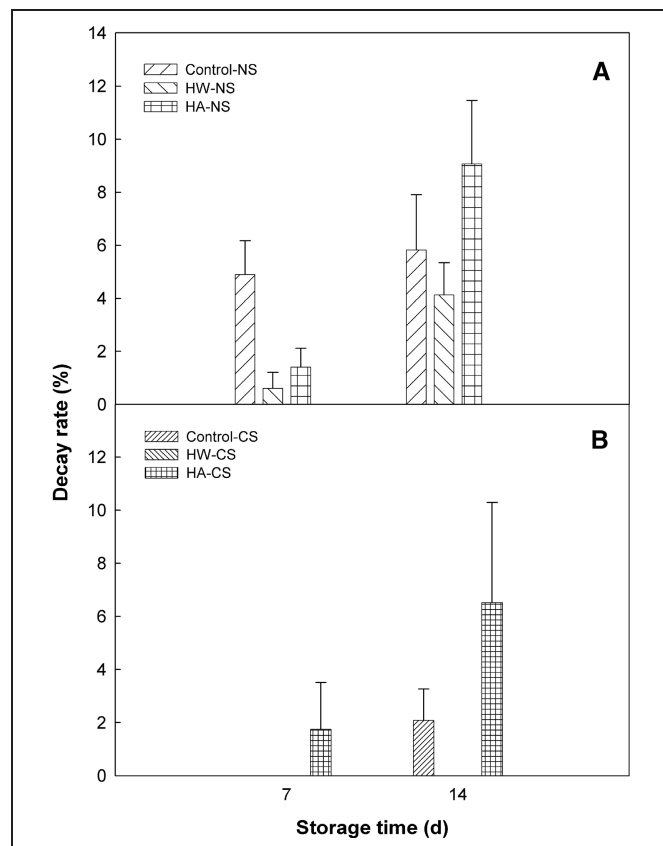 14
12
10
8
6
4
2
0
Control-NS
HW-NS
HA-NS
A
12
10
8
6
4
2
0
Control-CS
HW-CS
HA-CS
B
Decay rate (%)
7
14
Storage time (d)